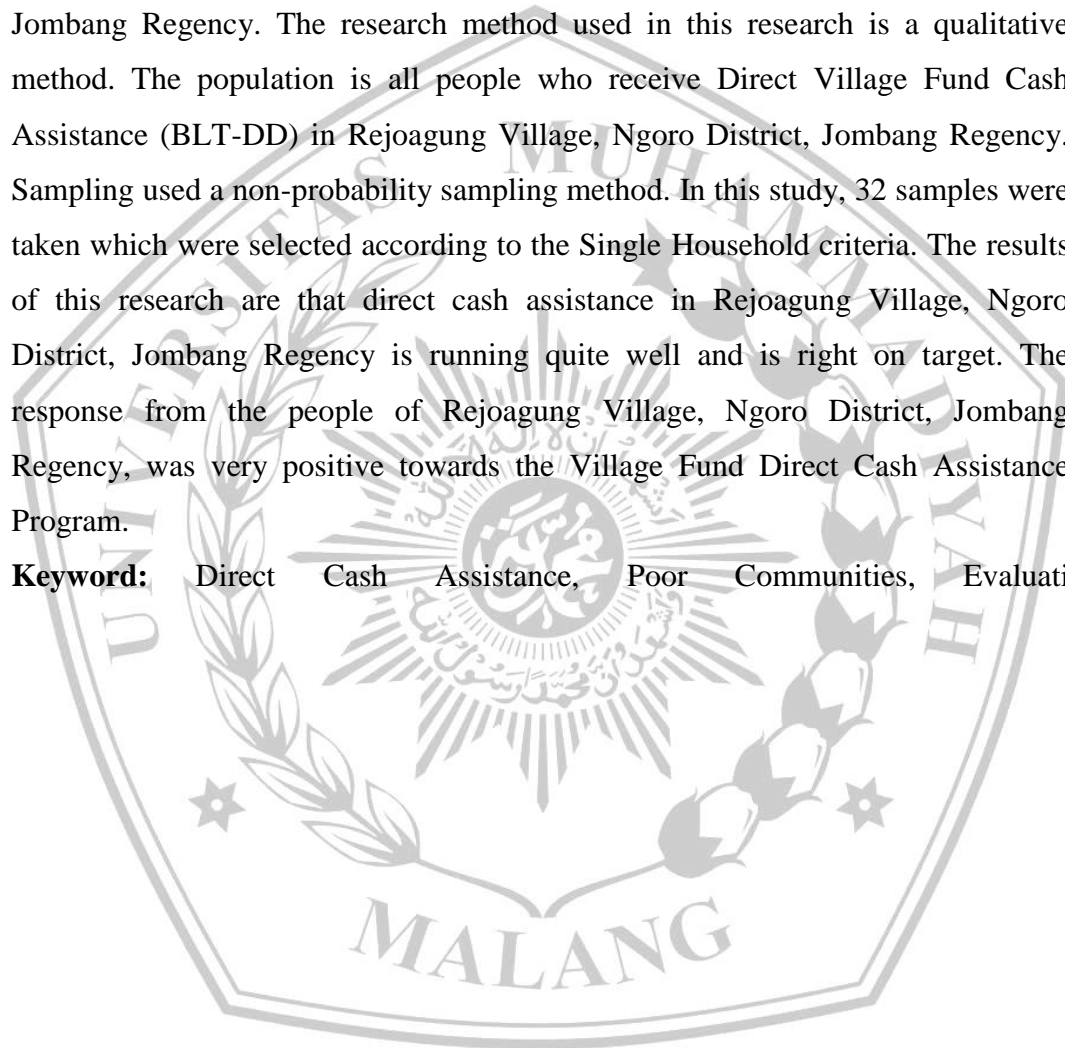 Jombang Regency. The research method used in this research is a qualitative
method. The population is all people who receive Direct Village Fund Cash
Assistance (BLT-DD) in Rejoagung Village, Ngoro District, Jombang Regency.
Sampling used a non-probability sampling method. In this study, 32 samples were
taken which were selected according to the Single Household criteria. The results
of this research are that direct cash assistance in Rejoagung Village, Ngoro
District, Jombang Regency is running quite well and is right on target. The
response from the people of Rejoagung Village, Ngoro District, Jombang
Regency, was very positive towards the Village Fund Direct Cash Assistance
Program.
Keyword: Direct Cash Assistance, Poor Communities, Evaluati
UNIVERSITAS MUHAMMADIYAH
MALANG